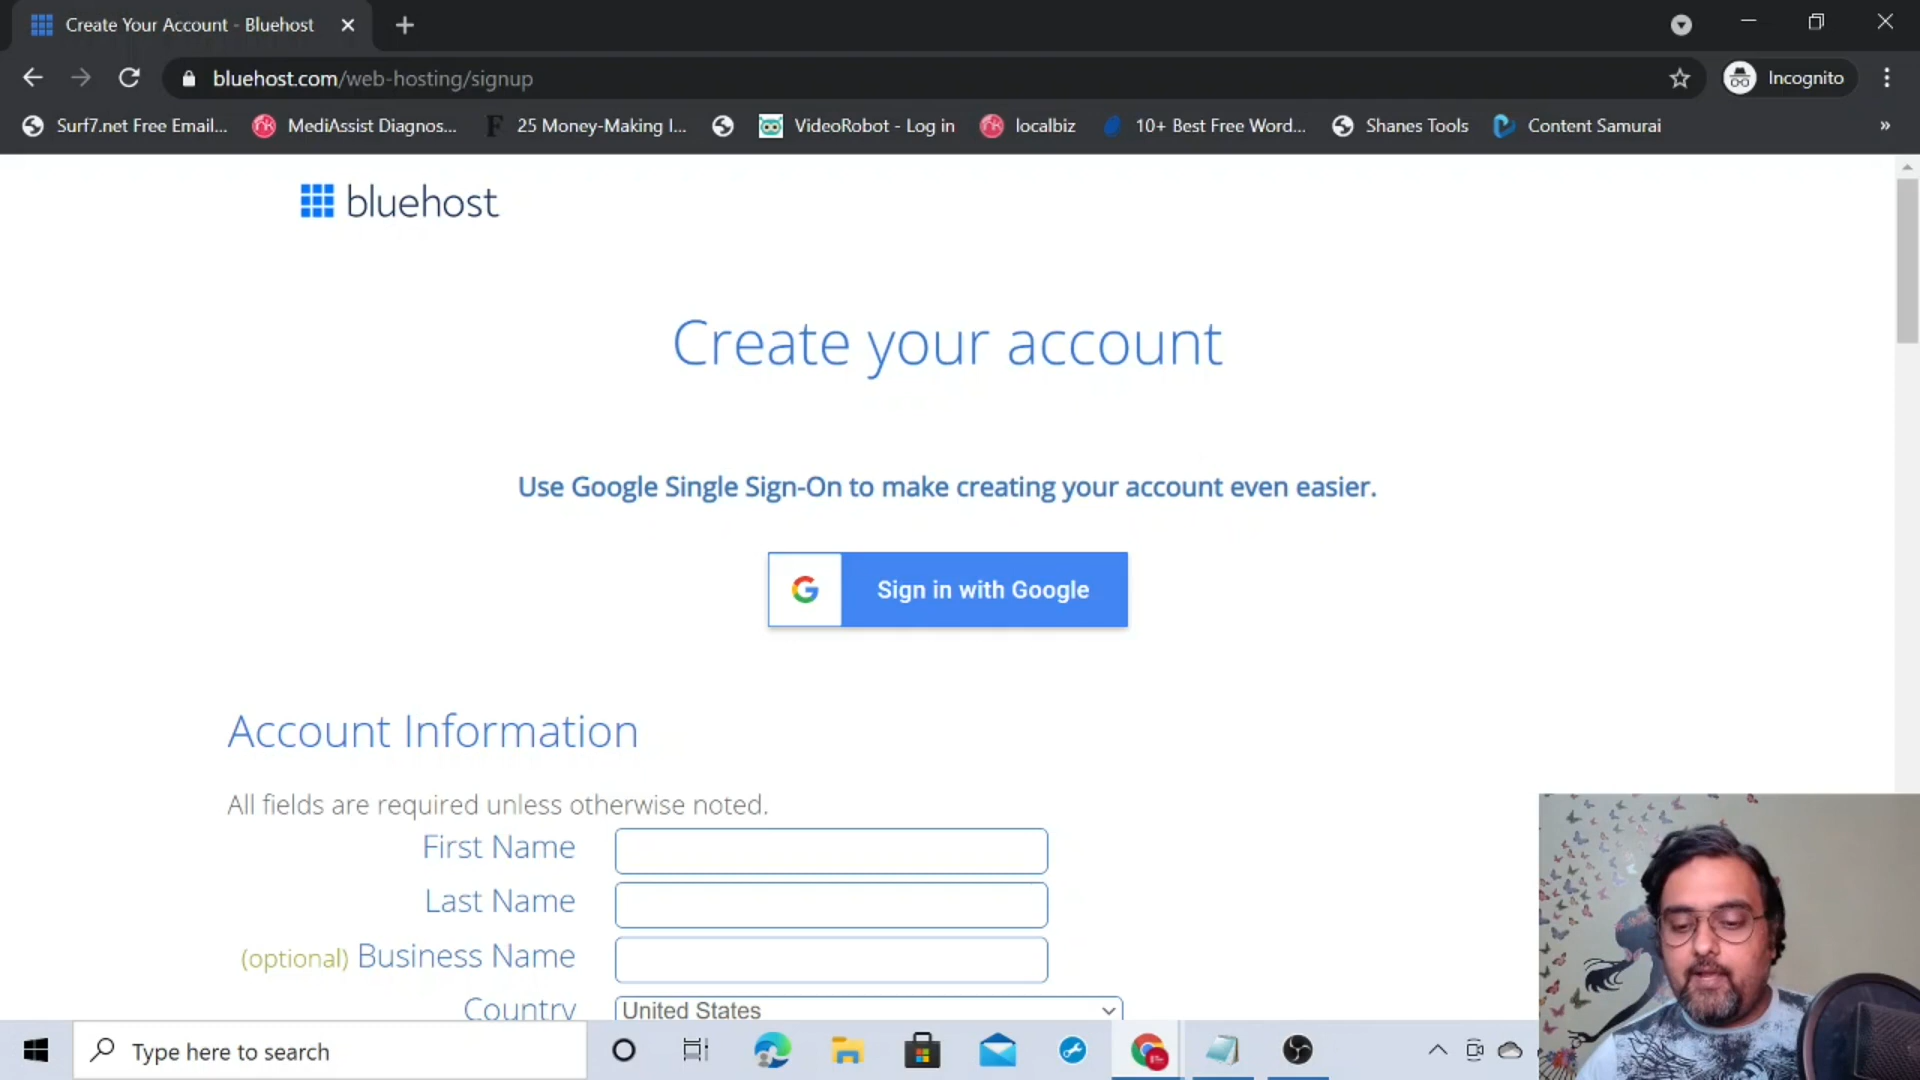 Create Your Account - Bluehost
bluehost.com/web-hosting/signup
Incognito
Surf7.net Free Email...
MediAssist Diagnos...
25 Money-Making I...
VideoRobot - Log in
localbiz
10+ Best Free Word...
Shanes Tools
Content Samurai
»
bluehost
Create your account
Use Google Single Sign-On to make creating your account even easier.
G Sign in with Google
Account Information
All fields are required unless otherwise noted.
First Name
Last Name
(optional) Business Name
Country United States
Type here to search